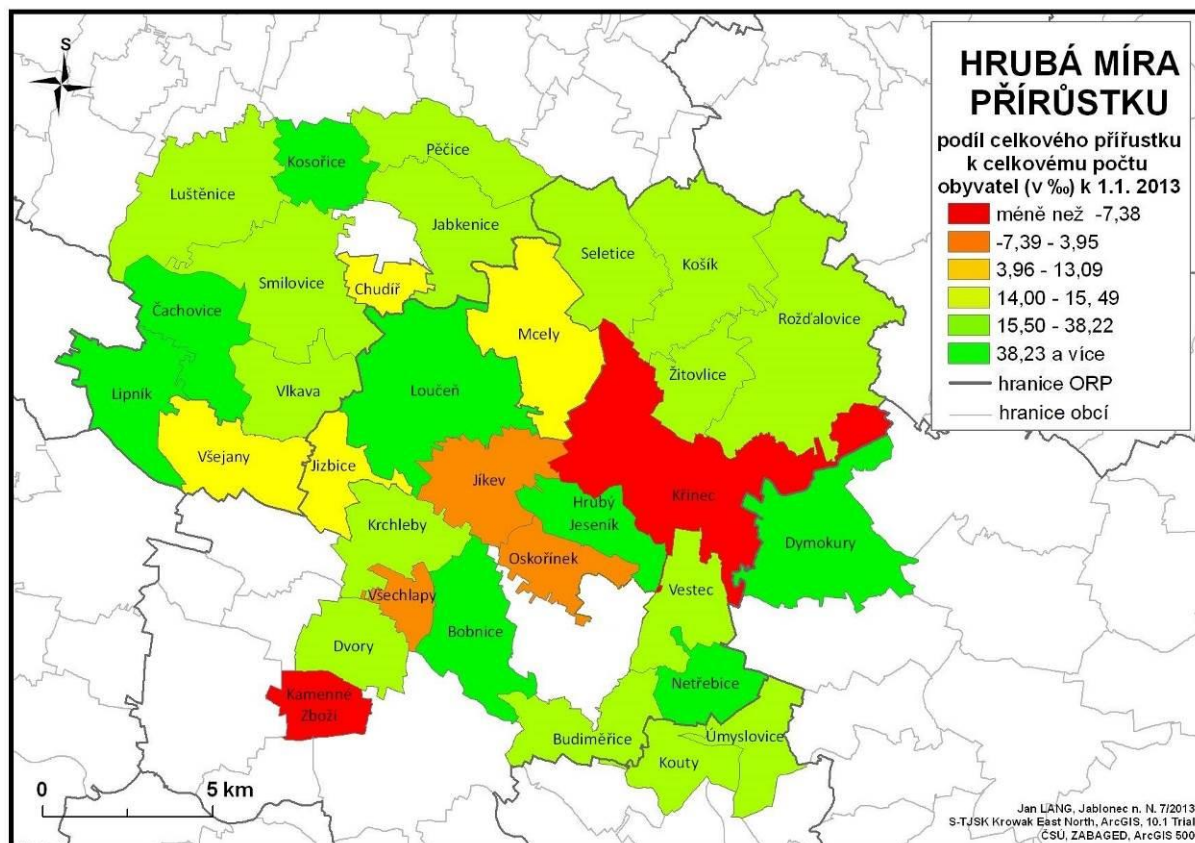 S
HRUBÁ MÍRA
PŘÍRŮSTKU
podíl celkového přířustku
k celkovému počtu
obyvatel (v ‰) k 1.1. 2013
méně než -7,38
-7,39 - 3,95
3,96 - 13,09
14,00 - 15, 49
15,50 - 38,22
38,23 a více
hranice ORP
hranice obcí
Kosořice
Pěčice
Luštěnice
Jabkenice
Seletice
Košík
Smilovice
Chudíř
Čachovice
Rožďalovice
Mcely
Žitovlice
Lipník
Vlkava
Loučeň
Všejany
Jizbice
Jíkev
Křinec
Hrubý
Jeseník
Krchleby
Dymokury
Oskořínek
Všechlapy
Vestec
Bobnice
Dvory
Netřebice
Kamenné
Zboží
Budiměřice
Úmyslovice
Kouty
0 5 km
Jan LANG, Jablonec n. N. 7/2013
S-TJSK Krowak East North, ArcGIS, 10.1 Trial
ČSÚ, ZABAGED, ArcGIS 500